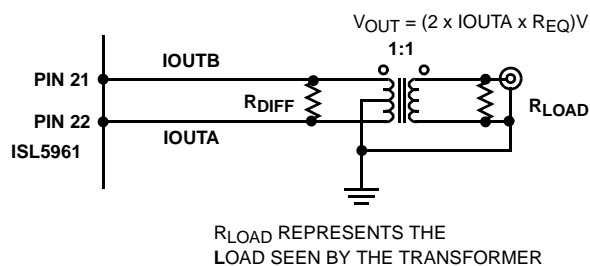 VOUT = (2 x IOUTA x REQ)V
1:1
IOUTB
PIN 21
RDIFF
RLOAD
PIN 22
IOUTA
ISL5961
RLOAD REPRESENTS THE
LOAD SEEN BY THE TRANSFORMER